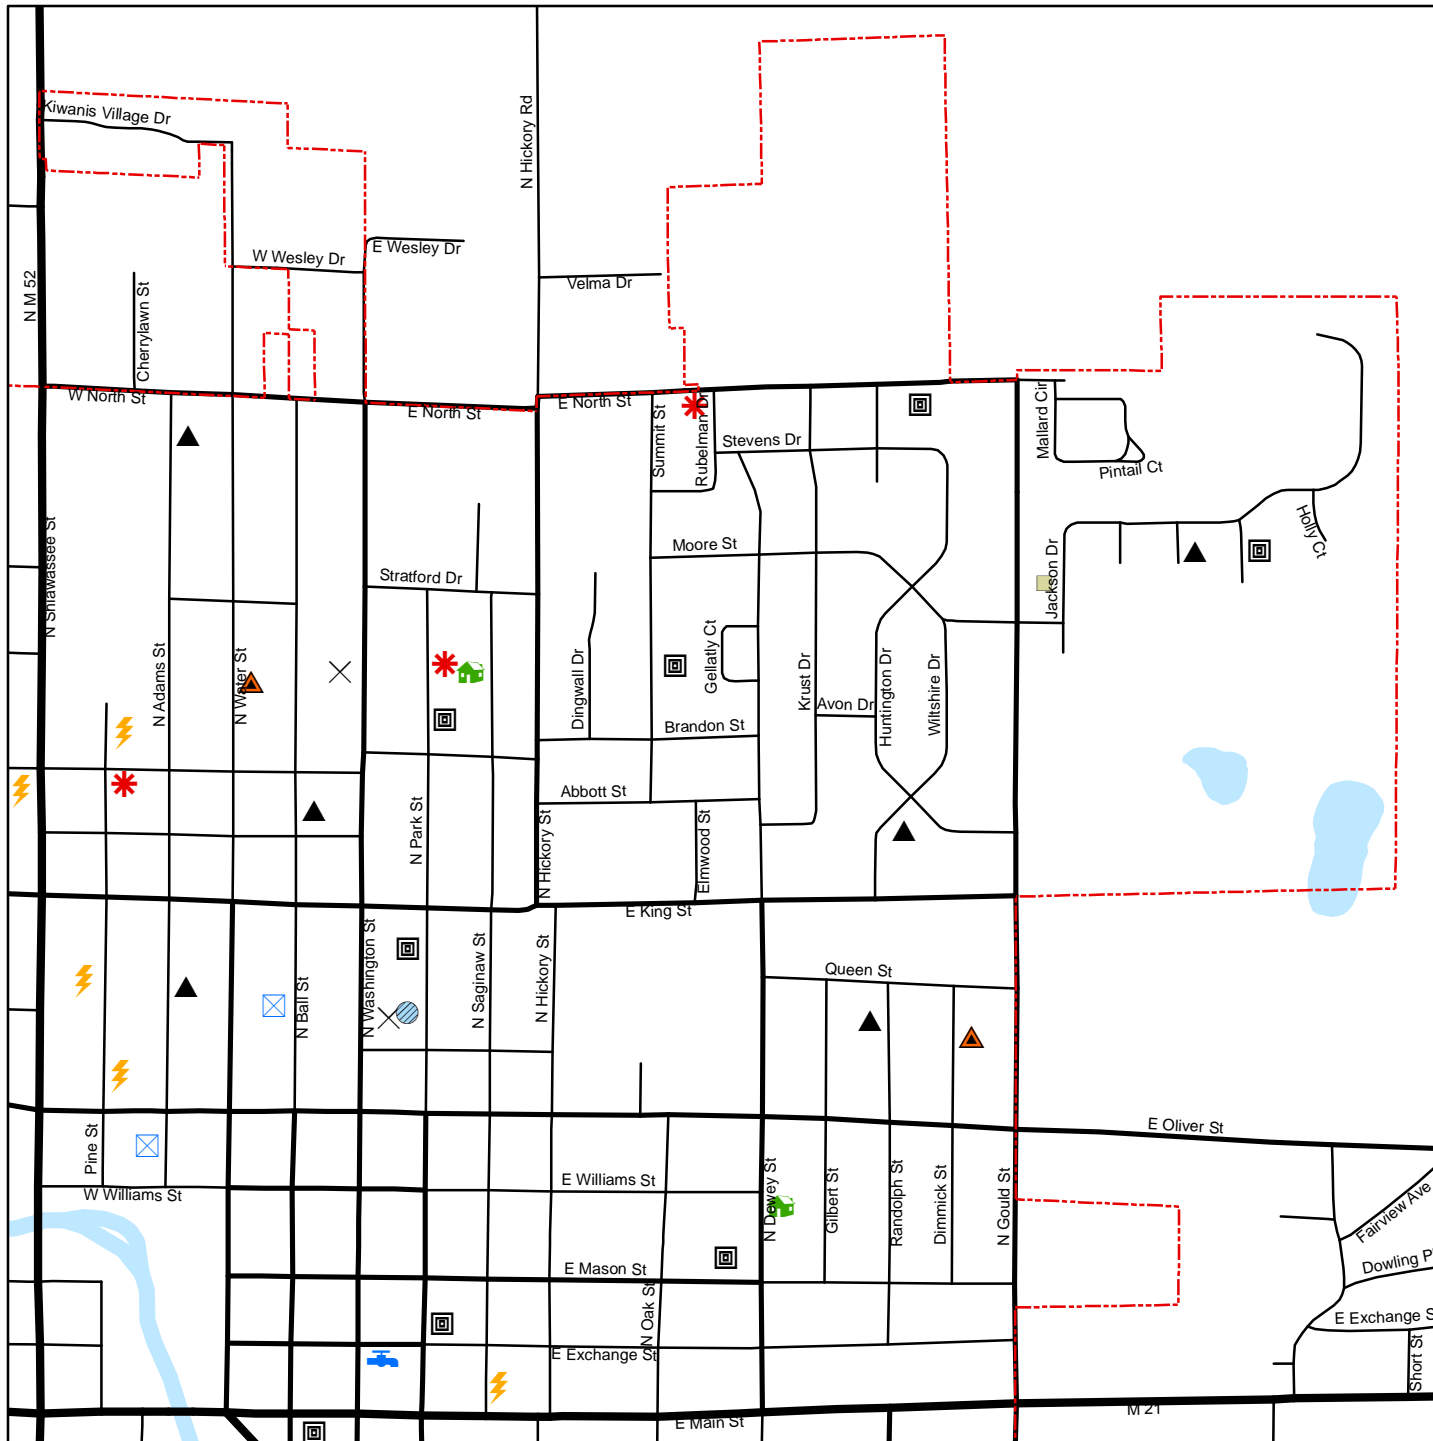 Kiwanis Village Dr
N Hickory Rd
W Wesley Dr
E Wesley Dr
Velma Dr
N M 52
Cherrylawn St
W North St
E North St
E North St
Summit St
Rubelman Dr
Stevens Dr
Mallard Cir
Pintail Ct
Holly Ct
N Shiawassee St
Moore St
Stratford Dr
Jackson Dr
N Adams St
N Water St
Dingwall Dr
Gellatly Ct
Krust Dr
Avon Dr
Huntington Dr
Wiltshire Dr
Brandon St
Abbott St
N Park St
N Hickory St
Elmwood St
E King St
N Washington St
N Ball St
N Saginaw St
N Hickory St
Queen St
E Oliver St
Pine St
W Williams St
E Williams St
N Dewey St
Gilbert St
Randolph St
Dimmick St
N Gould St
Fairview Ave
Dowling P
E Mason St
N Oak St
E Exchange St
E Exchange S
Short St
E Main St
M 21